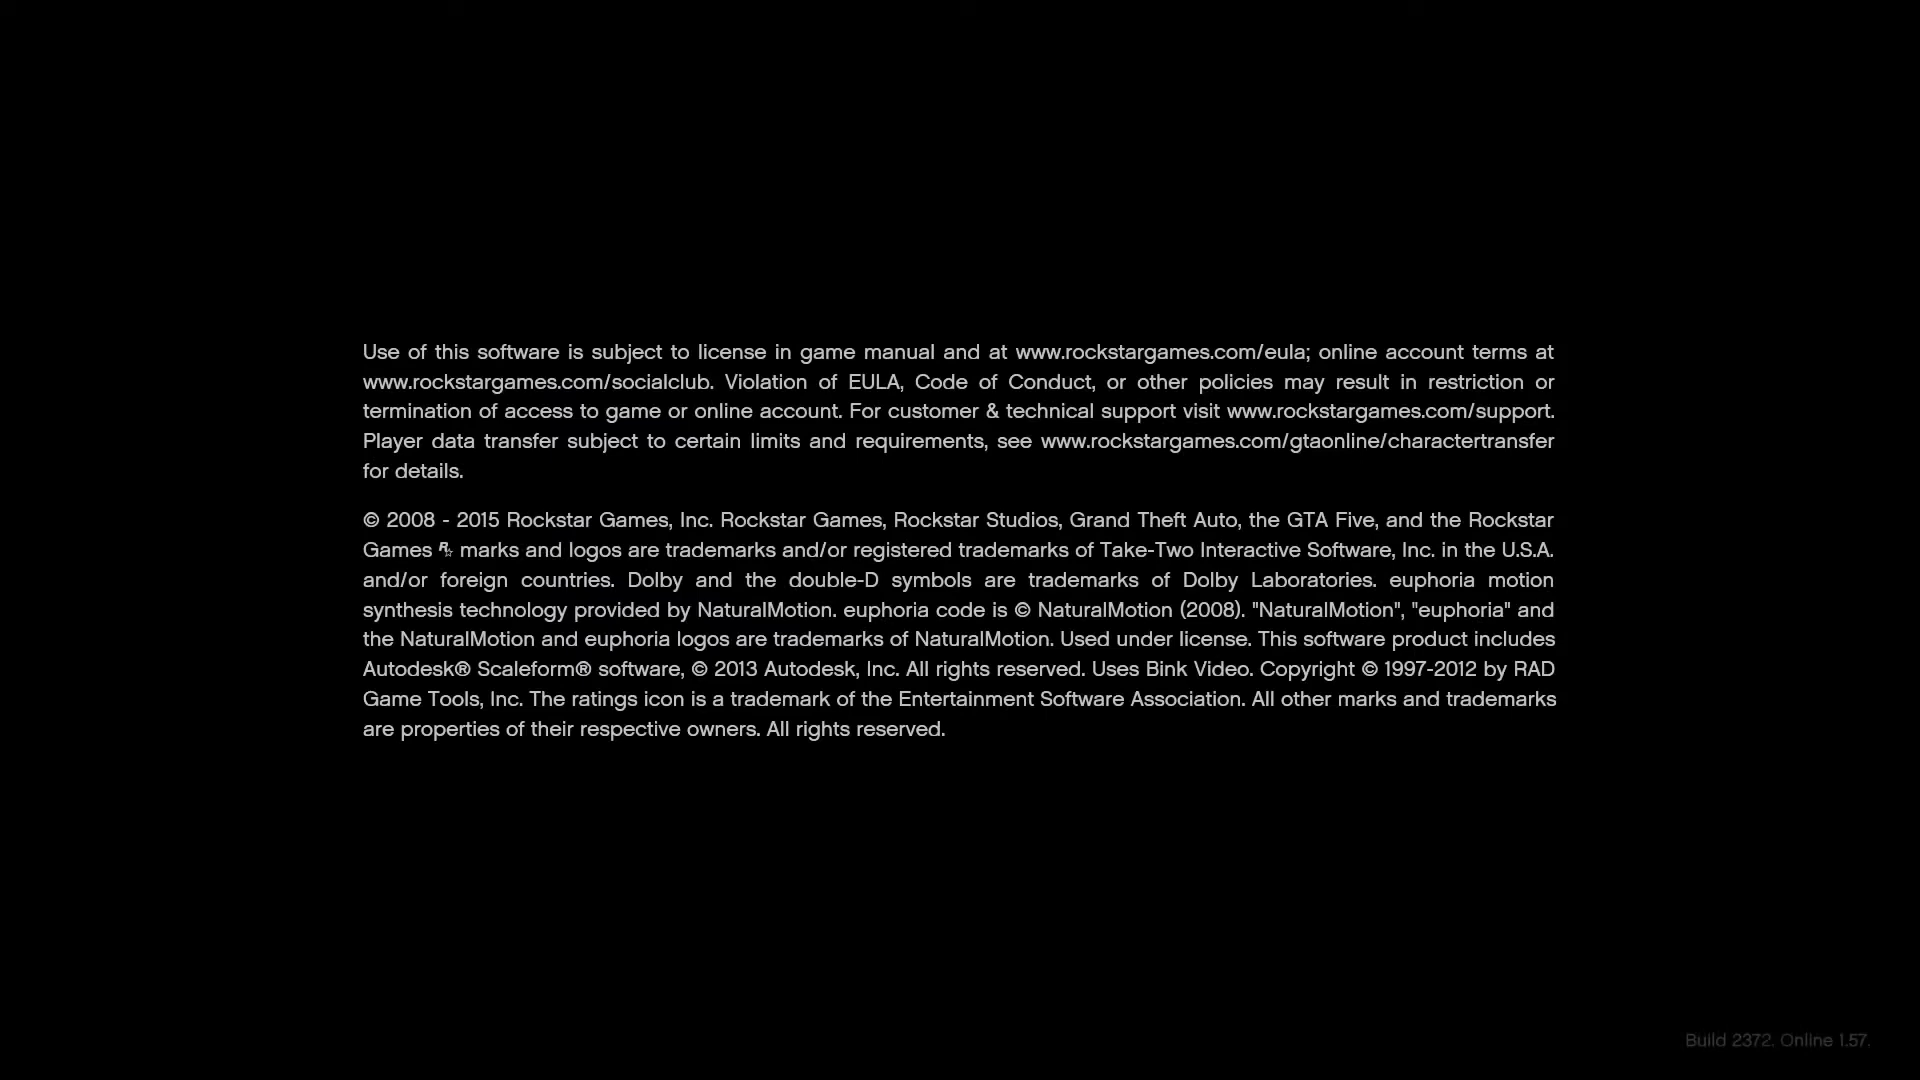 Use of this software is subject to license in game manual and at www.rockstargames.com/eula; online account terms at
www.rockstargames.com/socialclub. Violation of EULA, Code of Conduct, or other policies may result in restriction or
termination of access to game or online account. For customer & technical support visit www.rockstargames.com/support.
Player data transfer subject to certain limits and requirements, see www.rockstargames.com/gtaonline/charactertransfer
for details.
© 2008 - 2015 Rockstar Games, Inc. Rockstar Games, Rockstar Studios, Grand Theft Auto, the GTA Five, and the Rockstar
Games R★ marks and logos are trademarks and/or registered trademarks of Take-Two Interactive Software, Inc. in the U.S.A.
and/or foreign countries. Dolby and the double-D symbols are trademarks of Dolby Laboratories. euphoria motion
synthesis technology provided by NaturalMotion. euphoria code is © NaturalMotion (2008). "NaturalMotion", "euphoria" and
the NaturalMotion and euphoria logos are trademarks of NaturalMotion. Used under license. This software product includes
Autodesk® Scaleform® software, © 2013 Autodesk, Inc. All rights reserved. Uses Bink Video. Copyright © 1997-2012 by RAD
Game Tools, Inc. The ratings icon is a trademark of the Entertainment Software Association. All other marks and trademarks
are properties of their respective owners. All rights reserved.
Build 2372. Online 1.57.